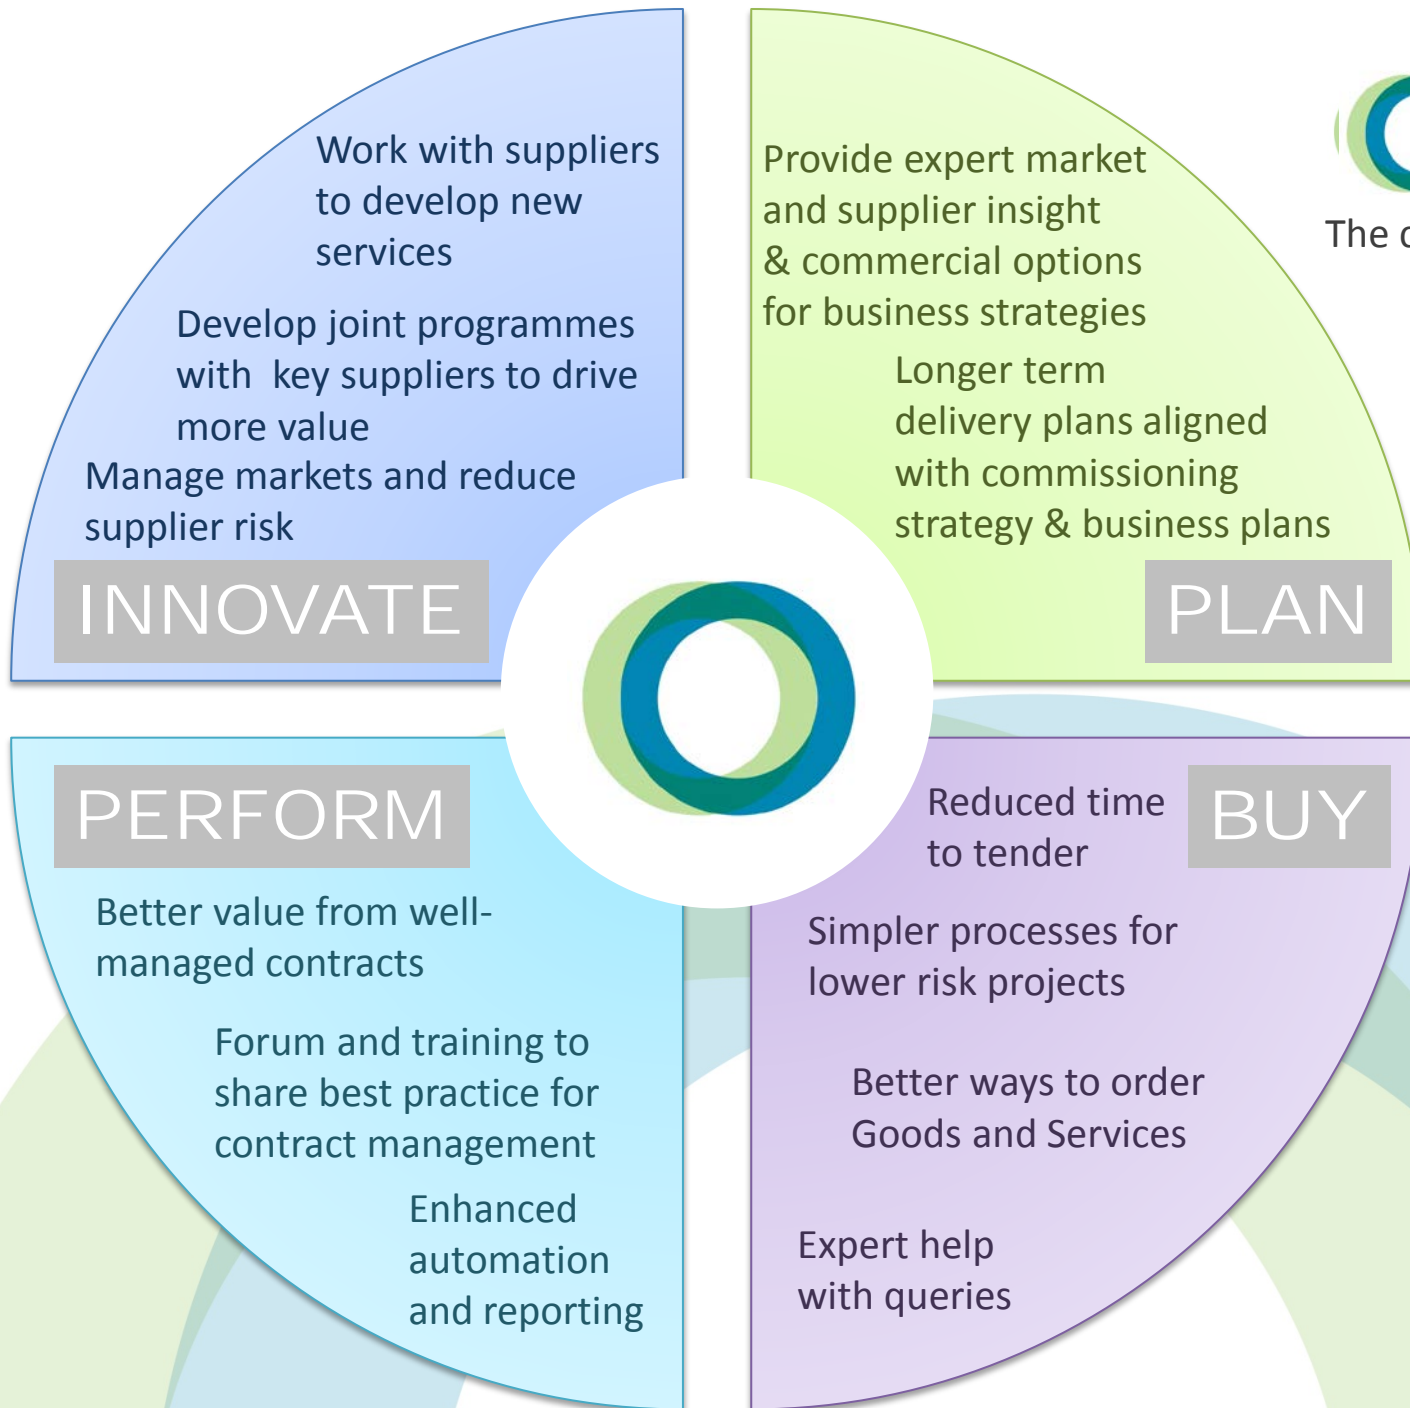 Work with suppliers
to develop new
services
Develop joint programmes
with  key suppliers to drive
more value
Manage markets and reduce
supplier risk
INNOVATE
Provide expert market
and supplier insight
& commercial options
for business strategies
Longer term
delivery plans aligned
with commissioning
strategy & business plans
PLAN
The
PERFORM
Better value from well-
managed contracts
Forum and training to
share best practice for
contract management
Enhanced
automation
and reporting
BUY
Reduced time
to tender
Simpler processes for
lower risk projects
Better ways to order
Goods and Services
Expert help
with queries